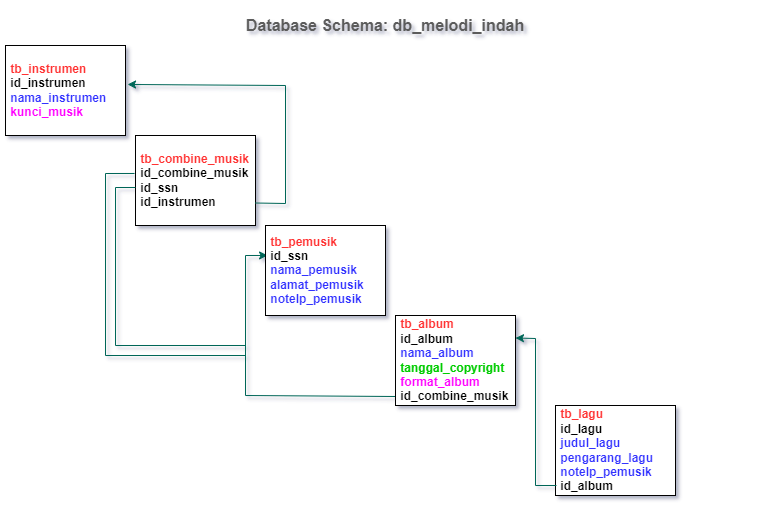 Database Schema: db_melodi_indah
tb_instrumen
id_instrumen
nama_instrumen
kunci_musik
tb_combine_musik
id_combine_musik
id_ssn
id_instrumen
tb_pemusik
id_ssn
nama_pemusik
alamat_pemusik
notelp_pemusik
tb_album
id_album
nama_album
tanggal_copyright
format_album
id_combine_musik
tb_lagu
id_lagu
judul_lagu
pengarang_lagu
notelp_pemusik
id_album